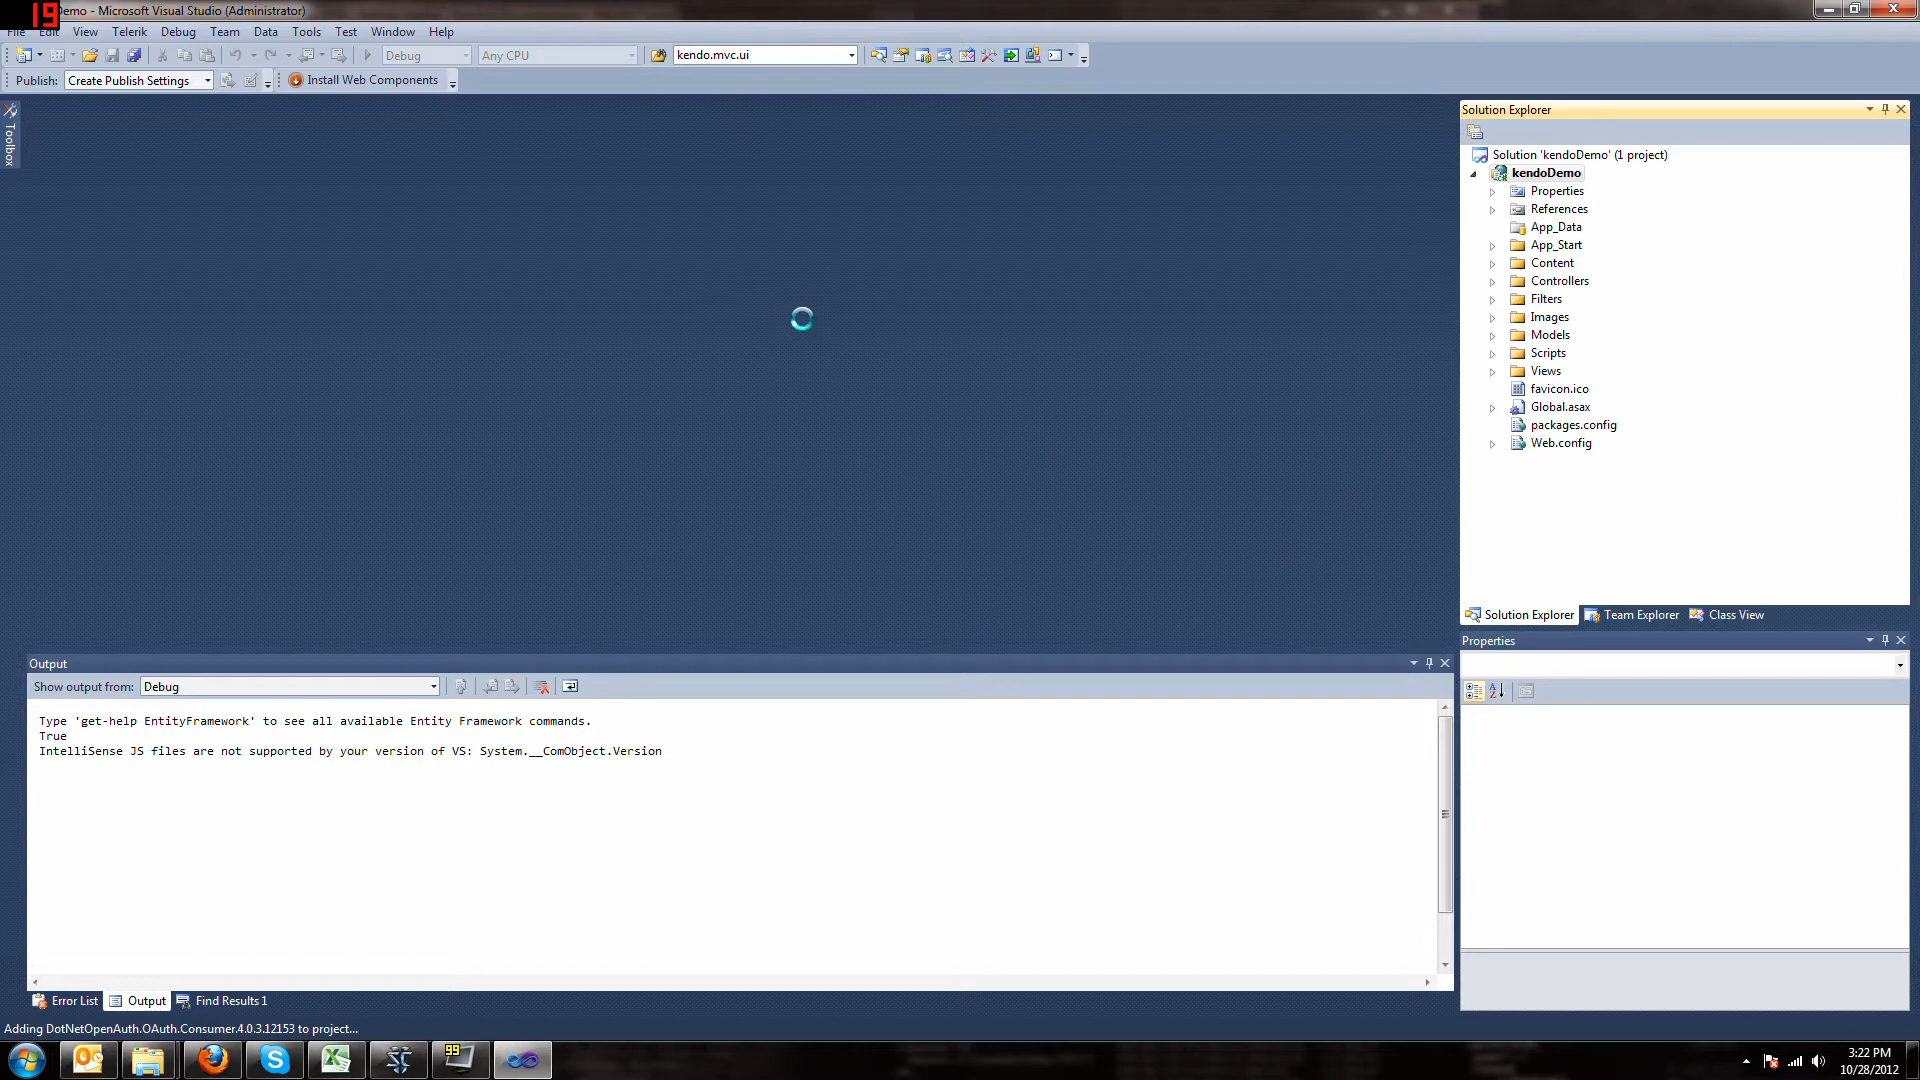 19
Demo - Microsoft Visual Studio (Administrator)
File Edit View Telerik Debug Team Data Tools Test Window Help
Debug Any CPU kendo.mvc.ui
Publish: Create Publish Settings Install Web Components
Toolbox
Solution Explorer
Solution 'kendoDemo' (1 project)
kendoDemo
Properties
References
App_Data
App_Start
Content
Controllers
Filters
Images
Models
Scripts
Views
favicon.ico
Global.asax
packages.config
Web.config
Solution Explorer Team Explorer Class View
Properties
Output
Show output from: Debug
Type 'get-help EntityFramework' to see all available Entity Framework commands.
True
IntelliSense JS files are not supported by your version of VS: System.__ComObject.Version
Error List Output Find Results 1
Adding DotNetOpenAuth.OAuth.Consumer.4.0.3.12153 to project...
99
3:22 PM
10/28/2012